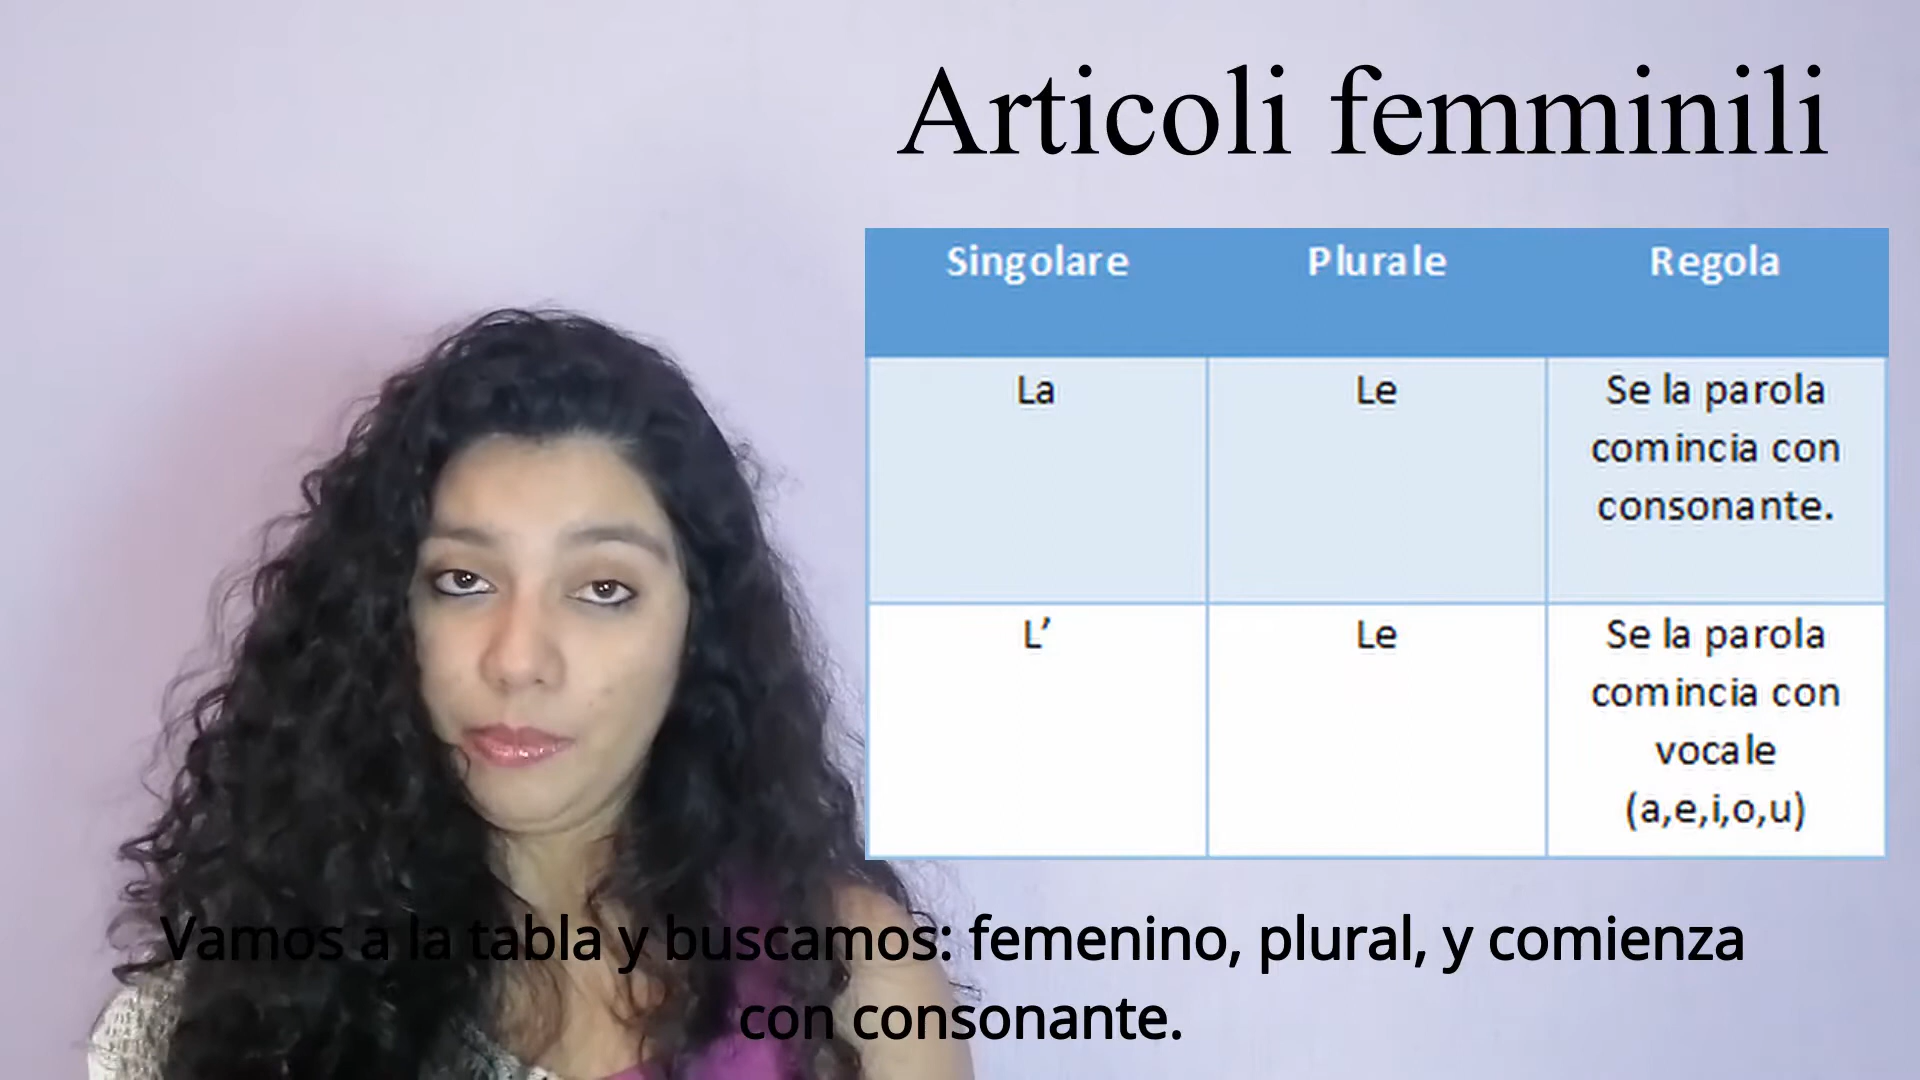 Articoli femminili
Singolare Plurale Regola
La Le Se la parola
comincia con
consonante.
L’ Le Se la parola
comincia con
vocale
(a,e,i,o,u)
Vamos a la tabla y buscamos: femenino, plural, y comienza
con consonante.